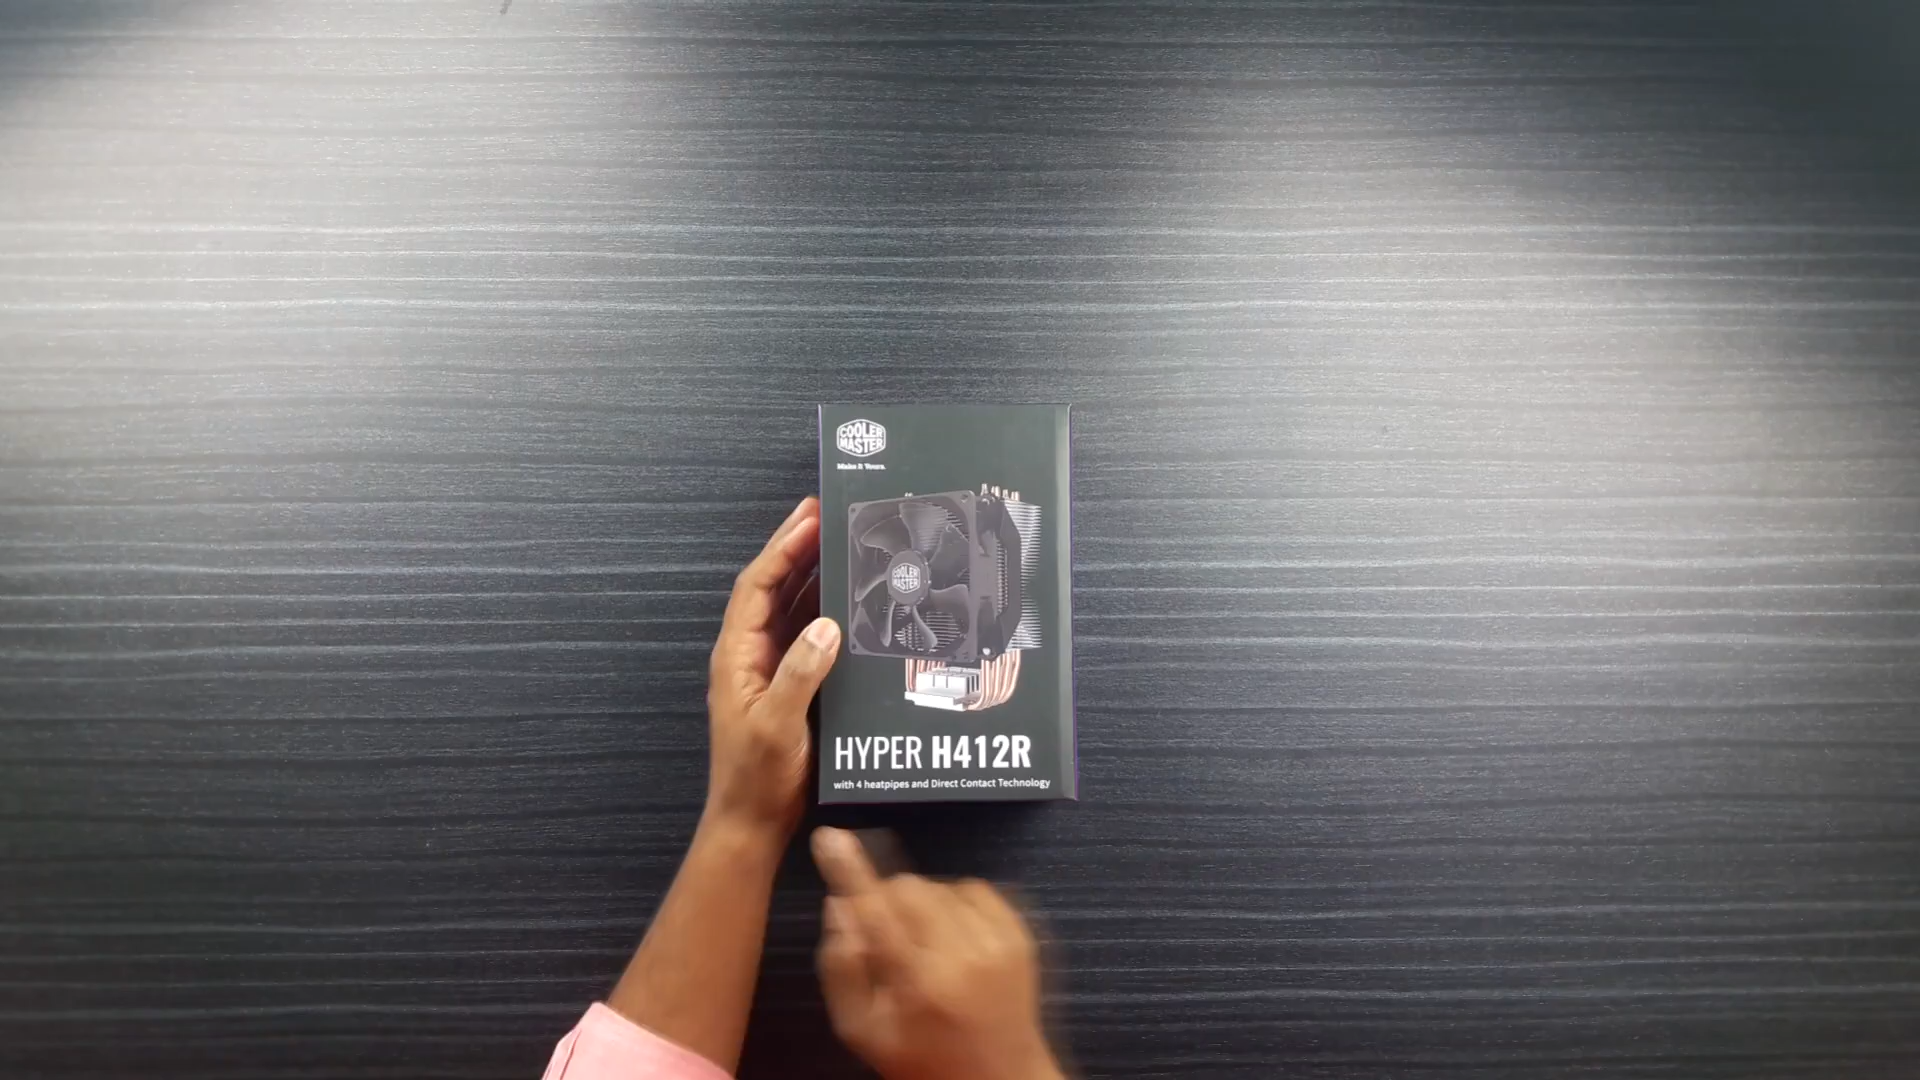 COOLER
MASTER
Make It Yours.
COOLER
MASTER
HYPER H412R
with 4 heatpipes and Direct Contact Technology